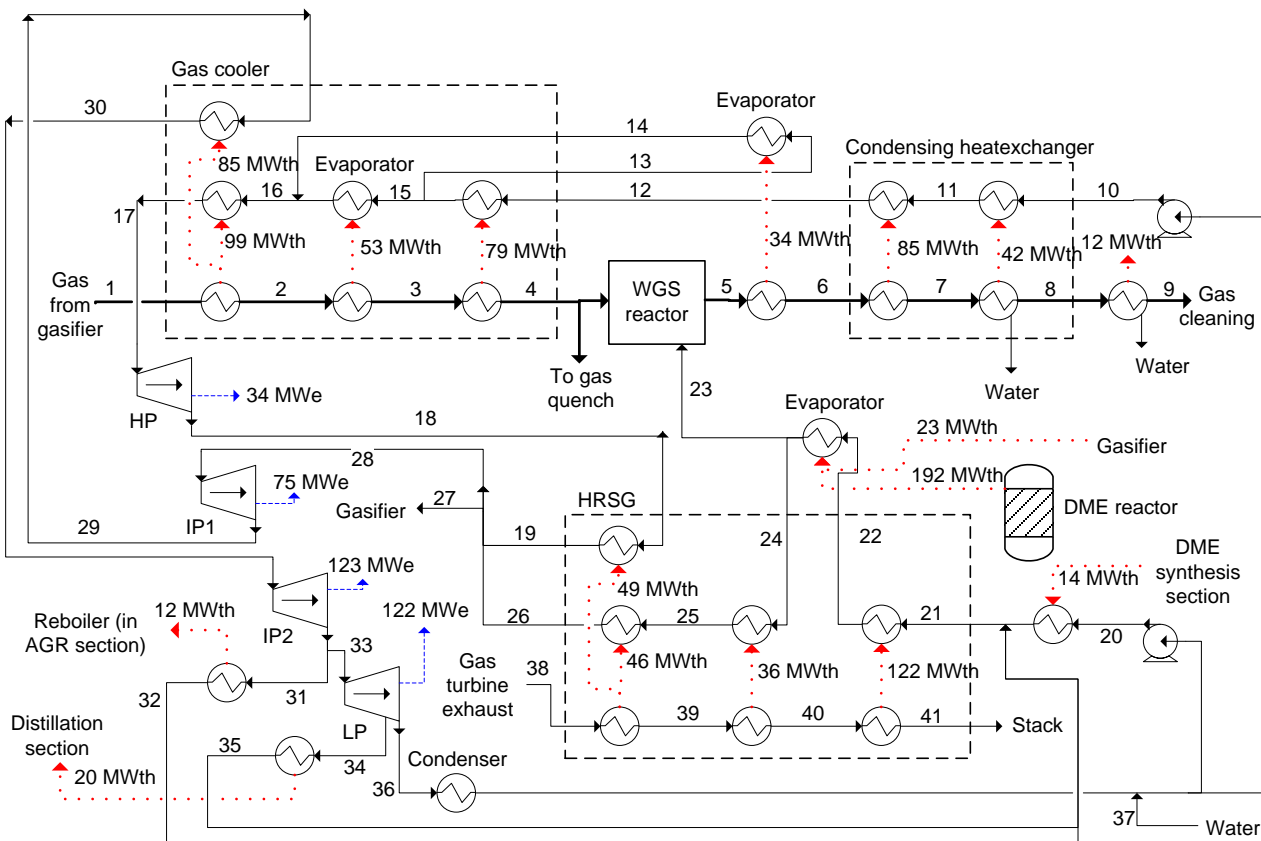 Gas cooler
30
Evaporator
14
85 MWth
Evaporator
13
Condensing heatexchanger
16
15
12
11
10
17
99 MWth
53 MWth
79 MWth
34 MWth
85 MWth
42 MWth
12 MWth
Gas
from
gasifier
1
2
3
4
WGS
reactor
5
6
7
8
9
Gas
cleaning
To gas
quench
Water
Water
HP
34 MWe
18
23
Evaporator
23 MWth
Gasifier
28
75 MWe
192 MWth
IP1
29
27
Gasifier
HRSG
19
24
22
DME reactor
123 MWe
49 MWth
14 MWth
DME
synthesis
section
Reboiler (in
AGR section)
12 MWth
IP2
122 MWe
26
25
21
20
33
32
31
38
46 MWth
36 MWth
122 MWth
Gas
turbine
exhaust
39
40
41
Stack
LP
Distillation
section
35
34
Condenser
20 MWth
36
37
Water